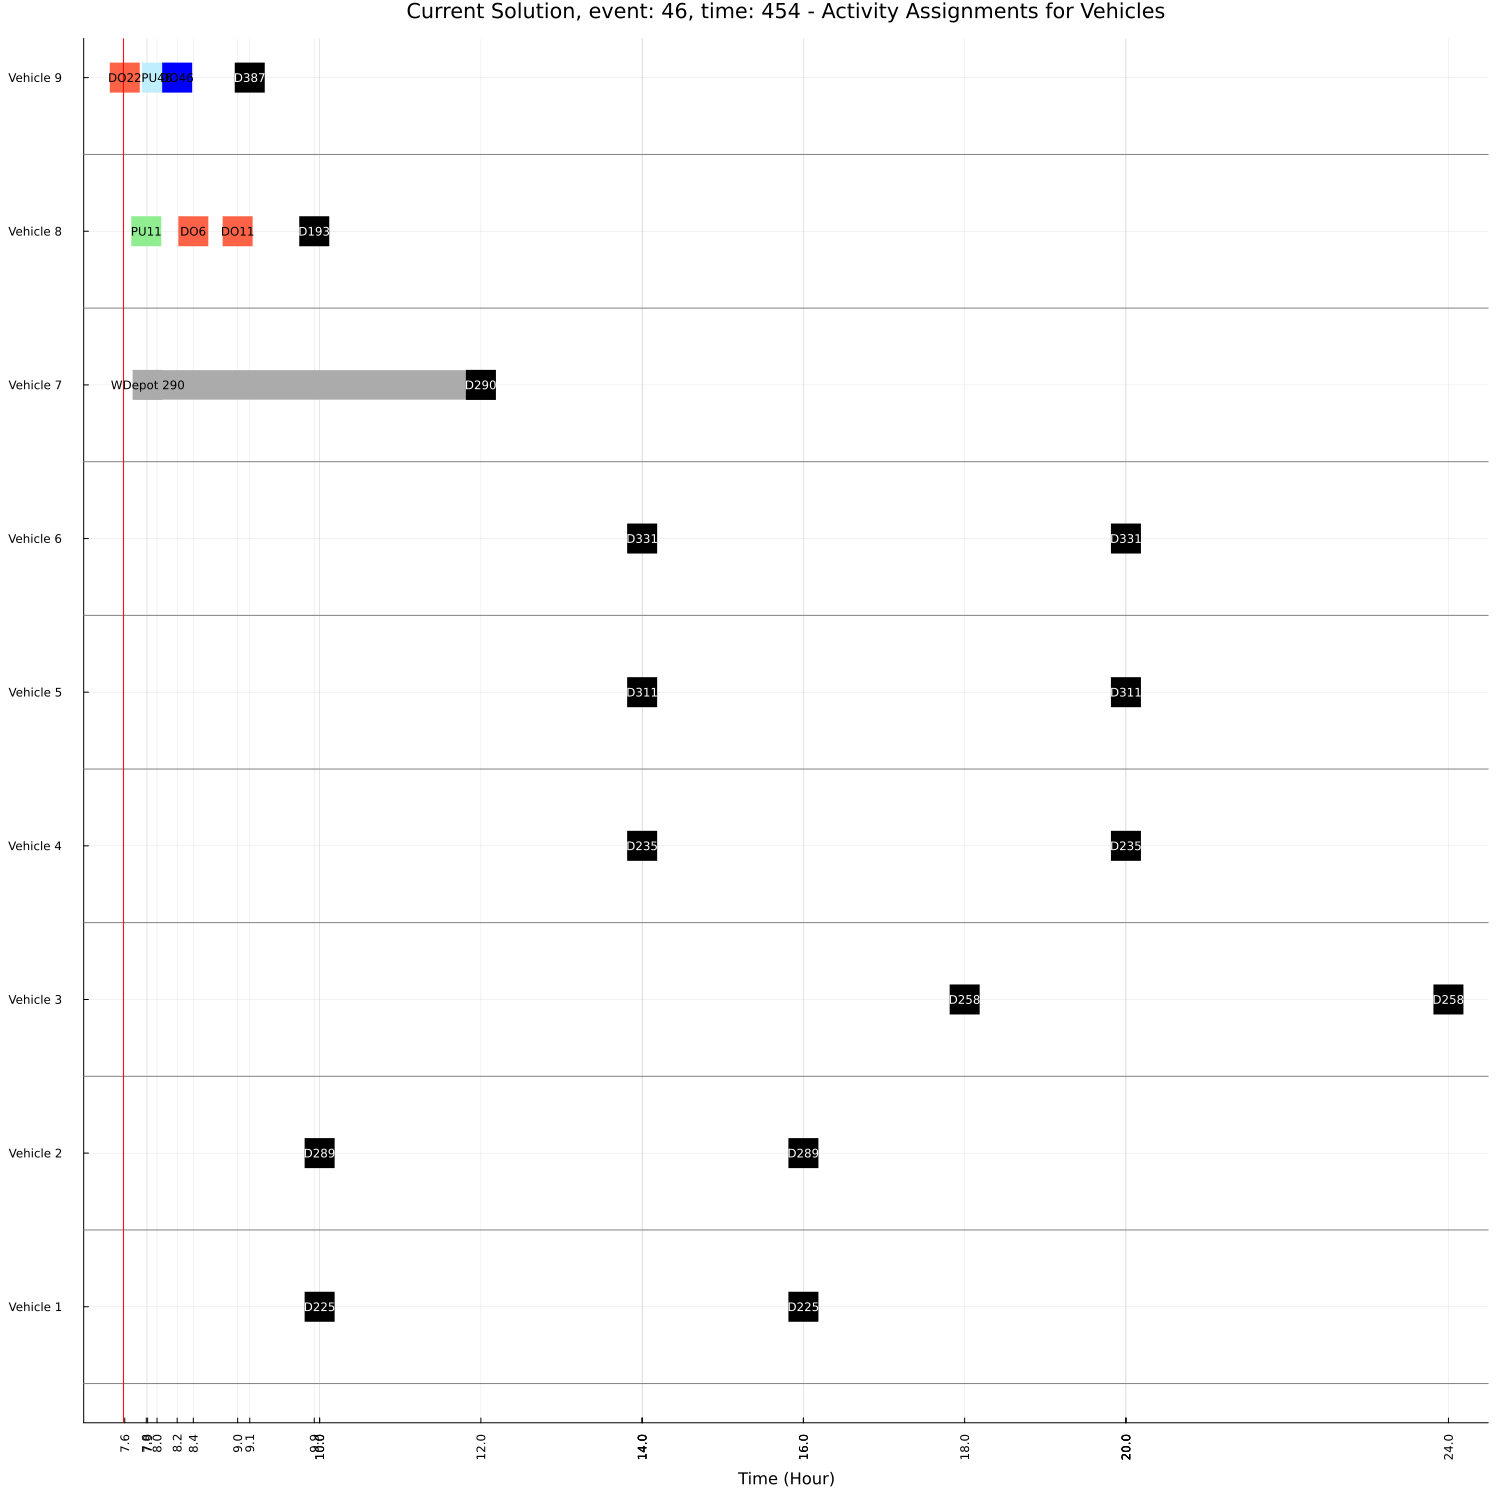 Current Solution, event: 46, time: 454 - Activity Assignments for Vehicles
Vehicle 9
DO22
D387
Vehicle 8
PU11
DO6
DO11
D193
Vehicle 7
WDepot 290
D290
Vehicle 6
D331
D331
Vehicle 5
D311
D311
Vehicle 4
D235
D235
Vehicle 3
D258
D258
Vehicle 2
D289
D289
Vehicle 1
D225
D225
7.6
8.0
8.2
8.4
9.0
9.1
10.0
12.0
14.0
16.0
18.0
20.0
24.0
Time (Hour)